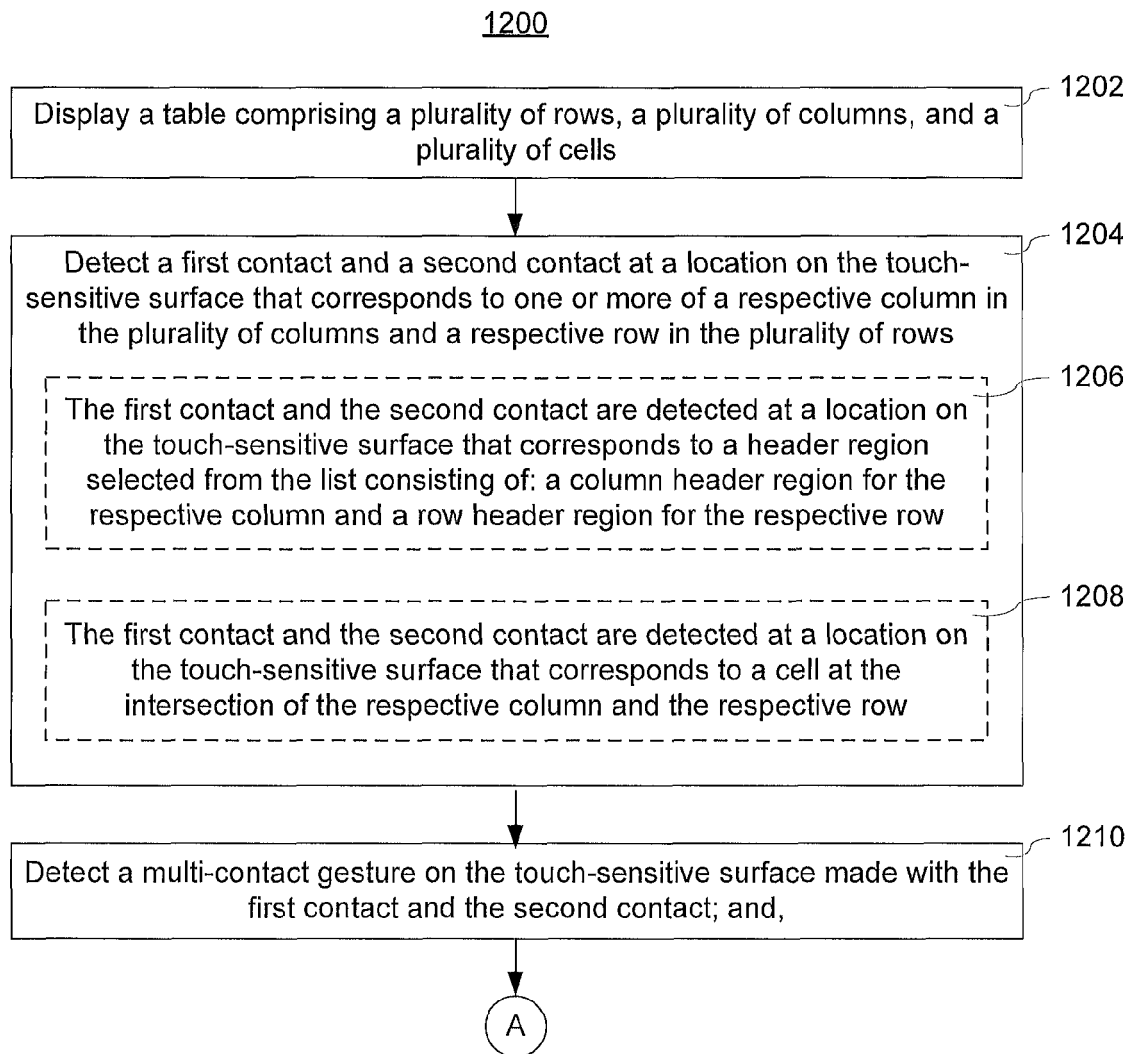 1200
1202
Display a table comprising a plurality of rows, a plurality of columns, and a
plurality of cells
1204
Detect a first contact and a second contact at a location on the touch-
sensitive surface that corresponds to one or more of a respective column in
the plurality of columns and a respective row in the plurality of rows
1206
The first contact and the second contact are detected at a location on
the touch-sensitive surface that corresponds to a header region
selected from the list consisting of: a column header region for the
respective column and a row header region for the respective row
1208
The first contact and the second contact are detected at a location on
the touch-sensitive surface that corresponds to a cell at the
intersection of the respective column and the respective row
1210
Detect a multi-contact gesture on the touch-sensitive surface made with the
first contact and the second contact; and,
A